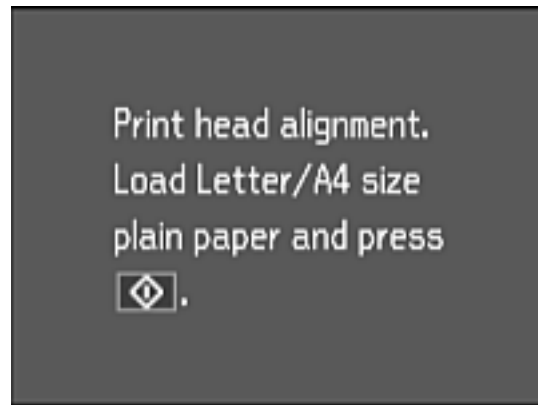 Print head alignment.
Load Letter/A4 size
plain paper and press
.